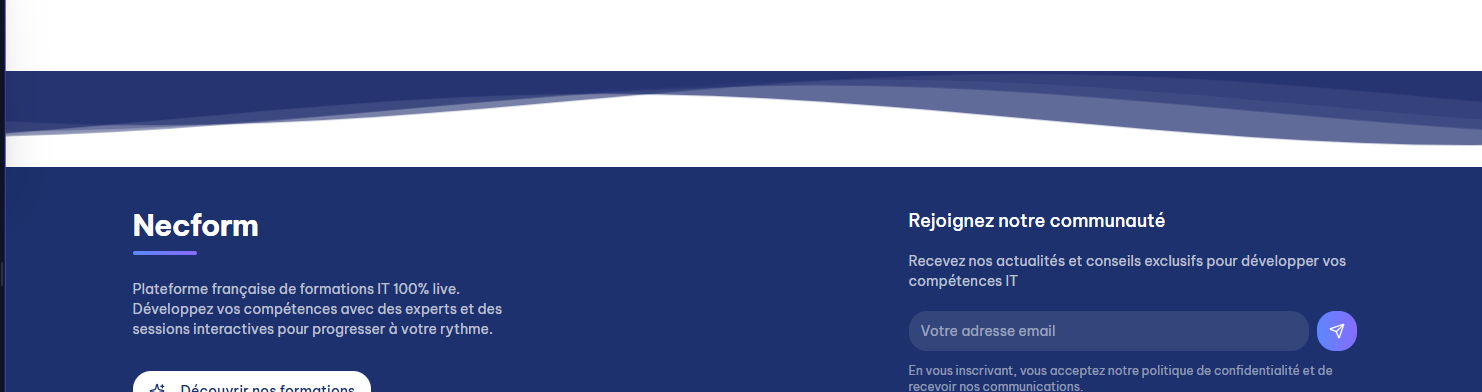 Necform
Plateforme française de formations IT 100% live.
Développez vos compétences avec des experts et des
sessions interactives pour progresser à votre rythme.
Découvrir nos formations
Rejoignez notre communauté
Recevez nos actualités et conseils exclusifs pour développer vos
compétences IT
Votre adresse email
En vous inscrivant, vous acceptez notre politique de confidentialité et de
recevoir nos communications.